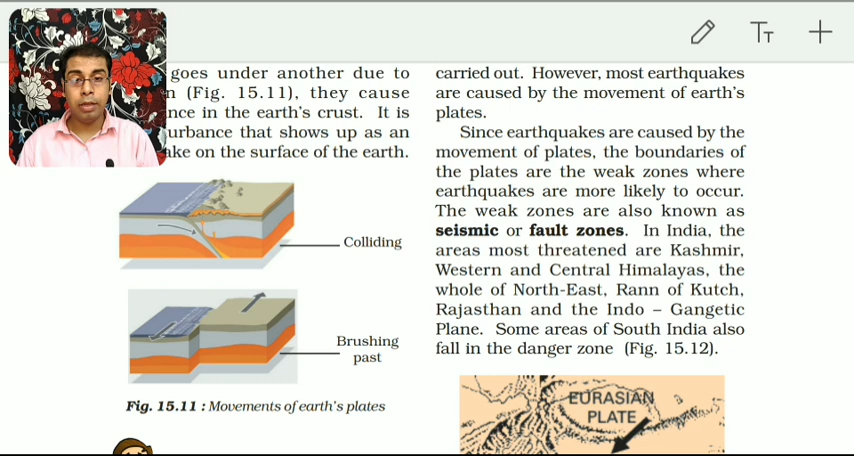 goes under another due to
n (Fig. 15.11), they cause
nce in the earth's crust. It is
urbance that shows up as an
ake on the surface of the earth.
Colliding
Brushing
past
Fig. 15.11 : Movements of earth's plates
carried out. However, most earthquakes
are caused by the movement of earth's
plates.
Since earthquakes are caused by the
movement of plates, the boundaries of
the plates are the weak zones where
earthquakes are more likely to occur.
The weak zones are also known as
seismic or fault zones. In India, the
areas most threatened are Kashmir,
Western and Central Himalayas, the
whole of North-East, Rann of Kutch,
Rajasthan and the Indo – Gangetic
Plane. Some areas of South India also
fall in the danger zone (Fig. 15.12).
EURASIAN
PLATE